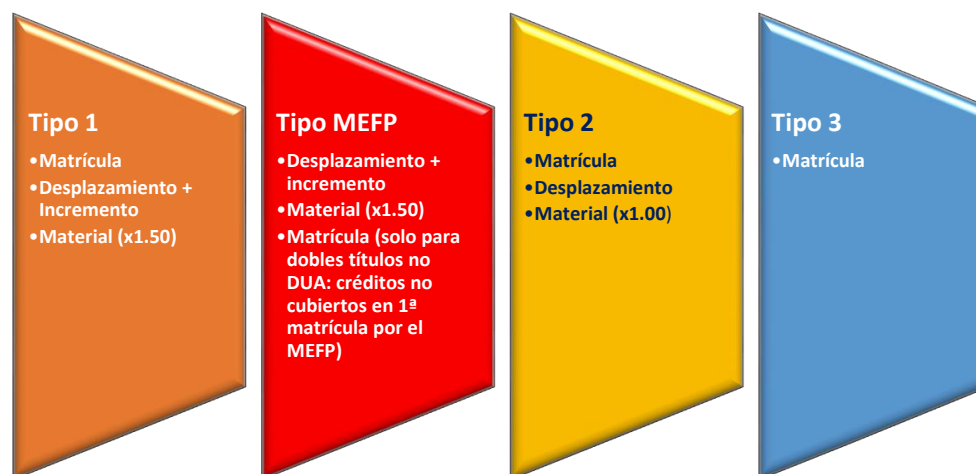 Tipo 1
•Matrícula
•Desplazamiento +
Incremento
•Material (x1.50)
Tipo MEFP
•Desplazamiento +
incremento
•Material (x1.50)
•Matrícula (solo para
dobles títulos no
DUA: créditos no
cubiertos en 1ª
matrícula por el
MEFP)
Tipo 2
•Matrícula
•Desplazamiento
•Material (x1.00)
Tipo 3
•Matrícula